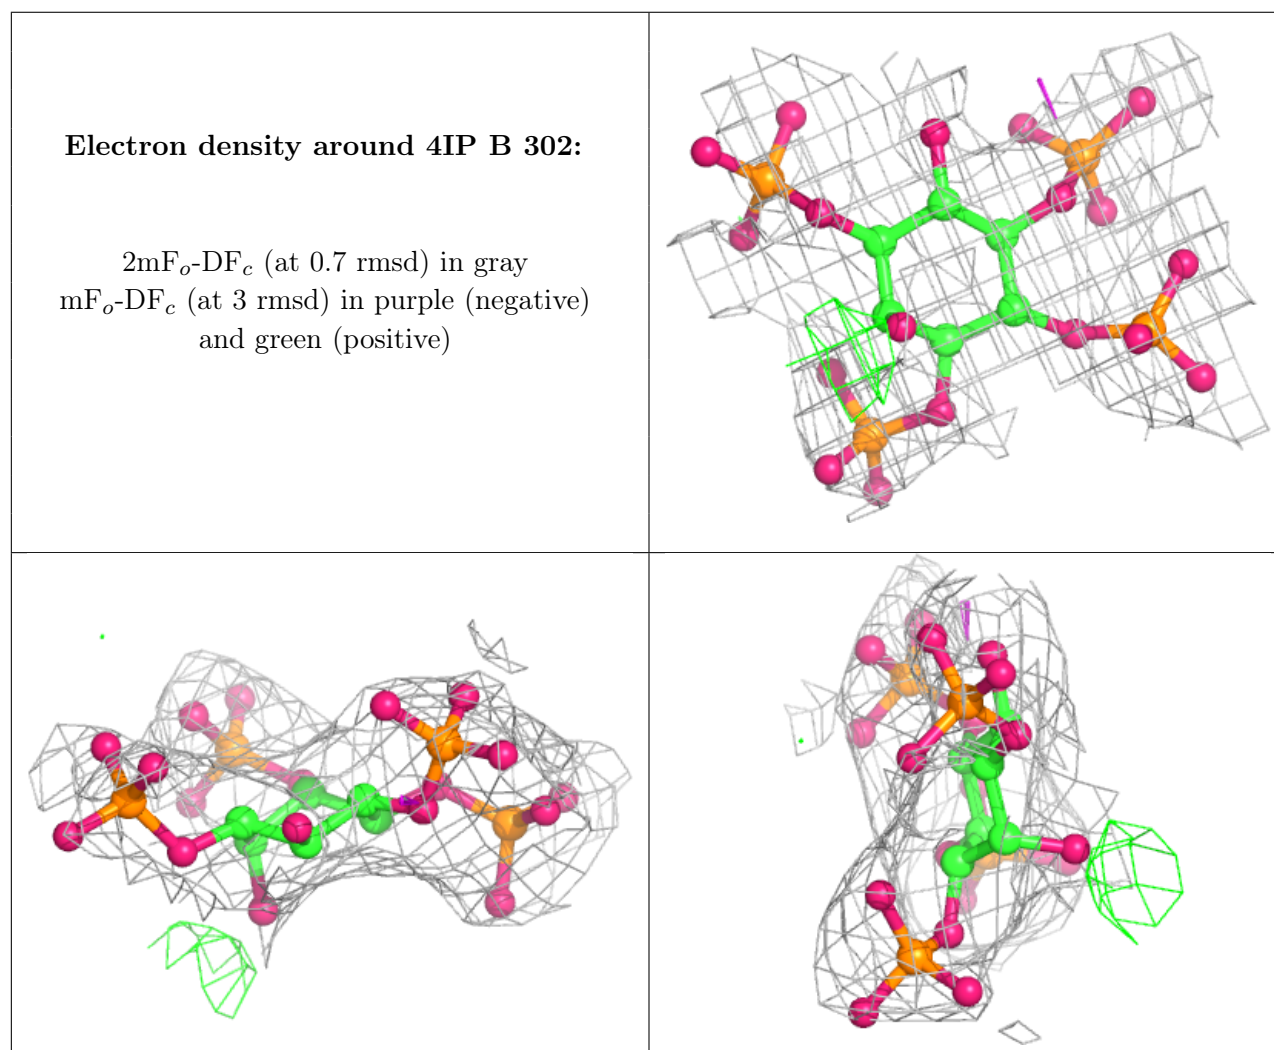 Electron density around 4IP B 302:
2mFₒ-DF𝑐 (at 0.7 rmsd) in gray
mFₒ-DF𝑐 (at 3 rmsd) in purple (negative)
and green (positive)